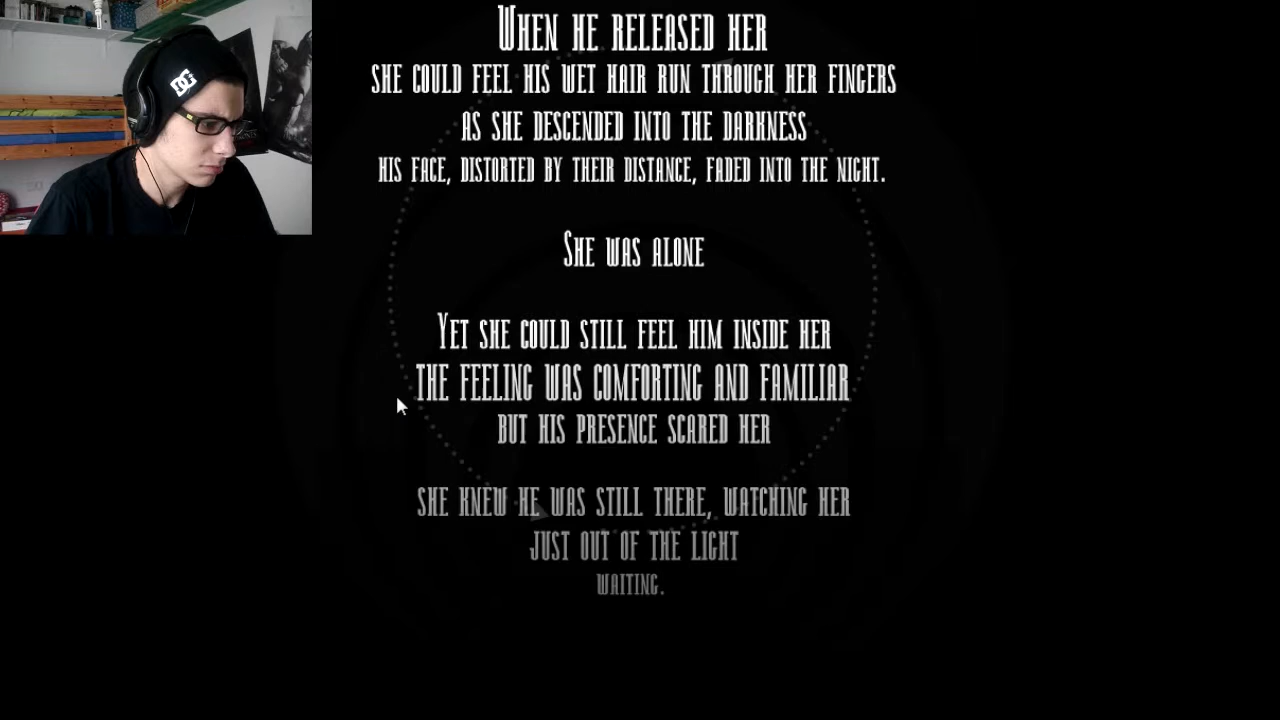 DC
When he released her
she could feel his wet hair run through her fingers
as she descended into the darkness
his face, distorted by their distance, faded into the night.
She was alone
Yet she could still feel him inside her
the feeling was comforting and familiar
but his presence scared her
she knew he was still there, watching her
just out of the light
waiting.